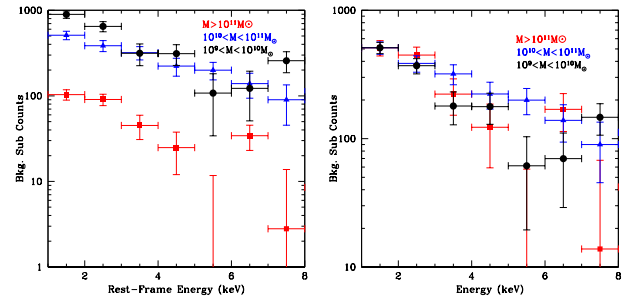 M>10¹¹M⊙
10¹⁰<M<10¹¹M⊙
10⁹<M<10¹⁰M⊙
Bkg. Sub Counts
1000
100
10
1
2
4
6
8
Rest-Frame Energy (keV)
M>10¹¹M⊙
10¹⁰<M<10¹¹M⊙
10⁹<M<10¹⁰M⊙
Bkg. Sub Counts
1000
100
10
2
4
6
8
Energy (keV)